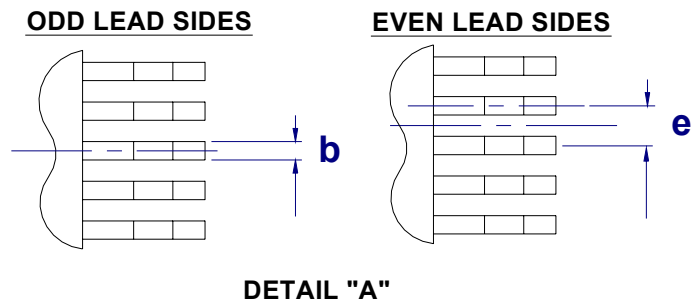 ODD LEAD SIDES
EVEN LEAD SIDES
b
e
DETAIL "A"